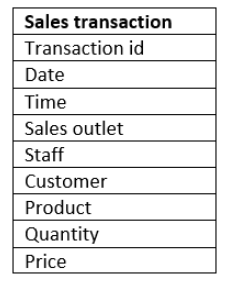 Sales transaction
Transaction id
Date
Time
Sales outlet
Staff
Customer
Product
Quantity
Price